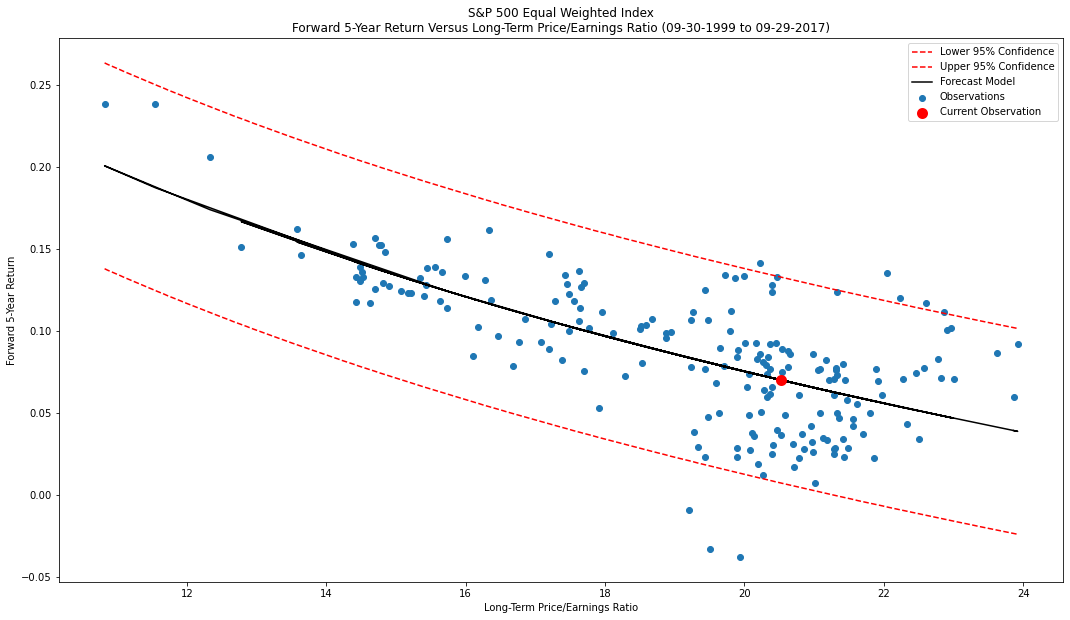 S&P 500 Equal Weighted Index
Forward 5-Year Return Versus Long-Term Price/Earnings Ratio (09-30-1999 to 09-29-2017)
Lower 95% Confidence
Upper 95% Confidence
Forecast Model
Observations
Current Observation
Forward 5-Year Return
0.25
0.20
0.15
0.10
0.05
0.00
−0.05
12 14 16 18 20 22 24
Long-Term Price/Earnings Ratio